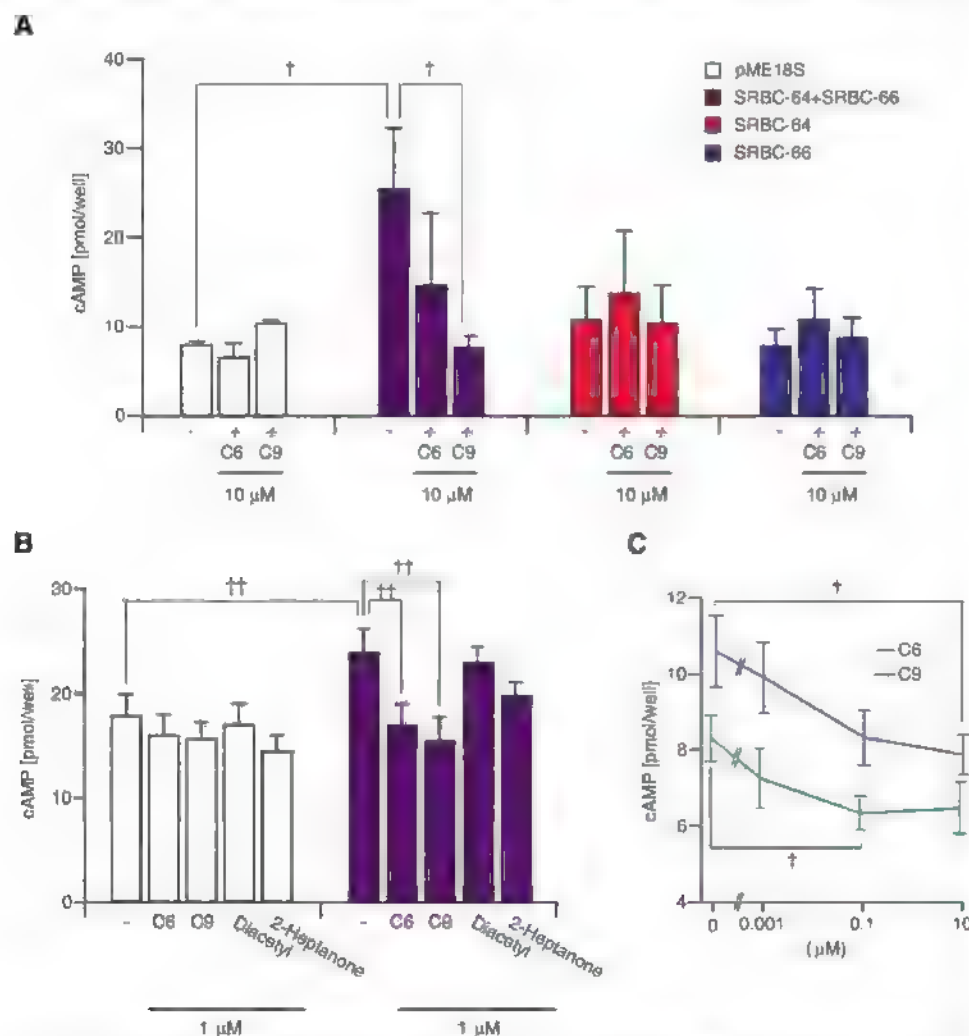 A
40
30
20
10
0
cAMP [pmol/well]
†
†
pME18S
SRBC-64+SRBC-66
SRBC-64
SRBC-66
- + + - + + - + + - + +
C6 C9 C6 C9 C6 C9 C6 C9
10 µM 10 µM 10 µM 10 µM
B
30
20
10
0
cAMP [pmol/well]
††
††
††
- C6 C9 Diacetyl 2-Heptanone - C6 C9 Diacetyl 2-Heptanone
1 µM 1 µM
C
12
10
8
6
4
cAMP [pmol/well]
†
C6
C9
†
0 0.001 0.1 10
(µM)